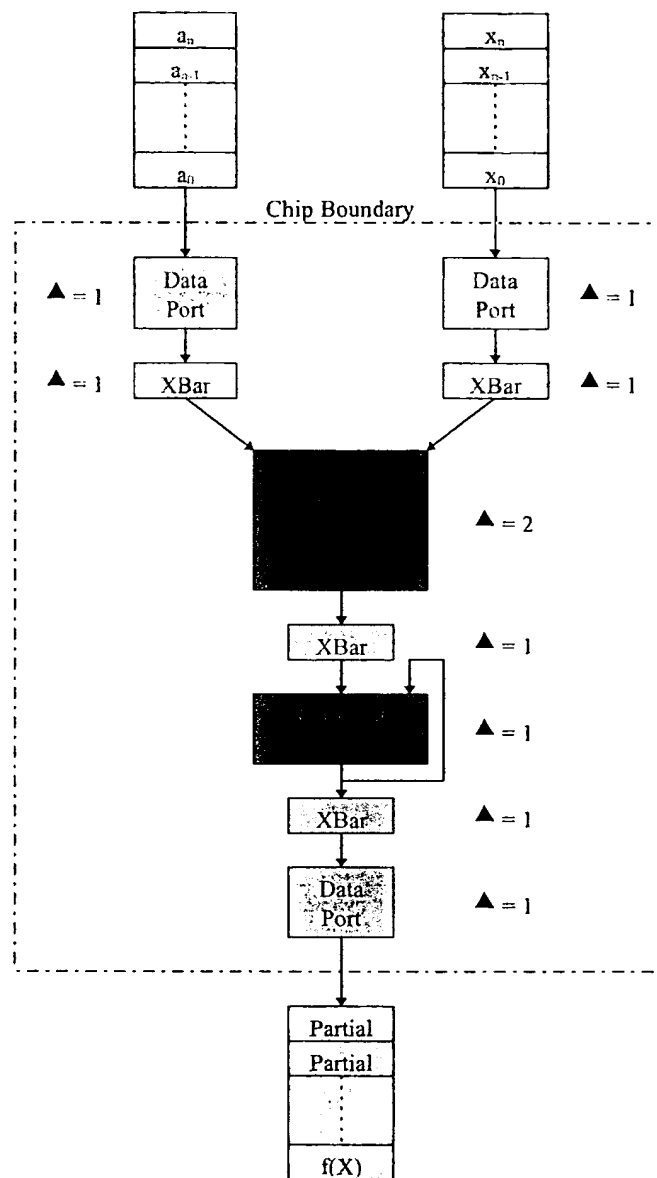 aₙ
xₙ
aₙ₋₁
xₙ₋₁
a₀
x₀
Chip Boundary
Data
Port
Data
Port
▲ = 1
▲ = 1
▲ = 1
XBar
XBar
▲ = 1
▲ = 2
XBar
▲ = 1
▲ = 1
XBar
▲ = 1
Data
Port
▲ = 1
Partial
Partial
f(X)